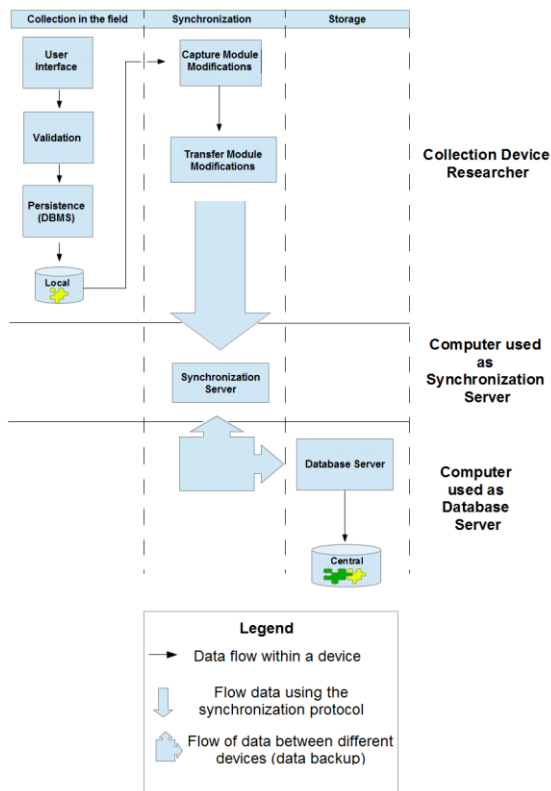 Collection in the field
Synchronization
Storage
User
Interface
Validation
Persistence
(DBMS)
Local
Capture Module
Modifications
Transfer Module
Modifications
Collection Device
Researcher
Synchronization
Server
Computer used
as
Synchronization
Server
Database Server
Central
Computer
used as
Database
Server
Legend
Data flow within a device
Flow data using the
synchronization protocol
Flow of data between different
devices (data backup)